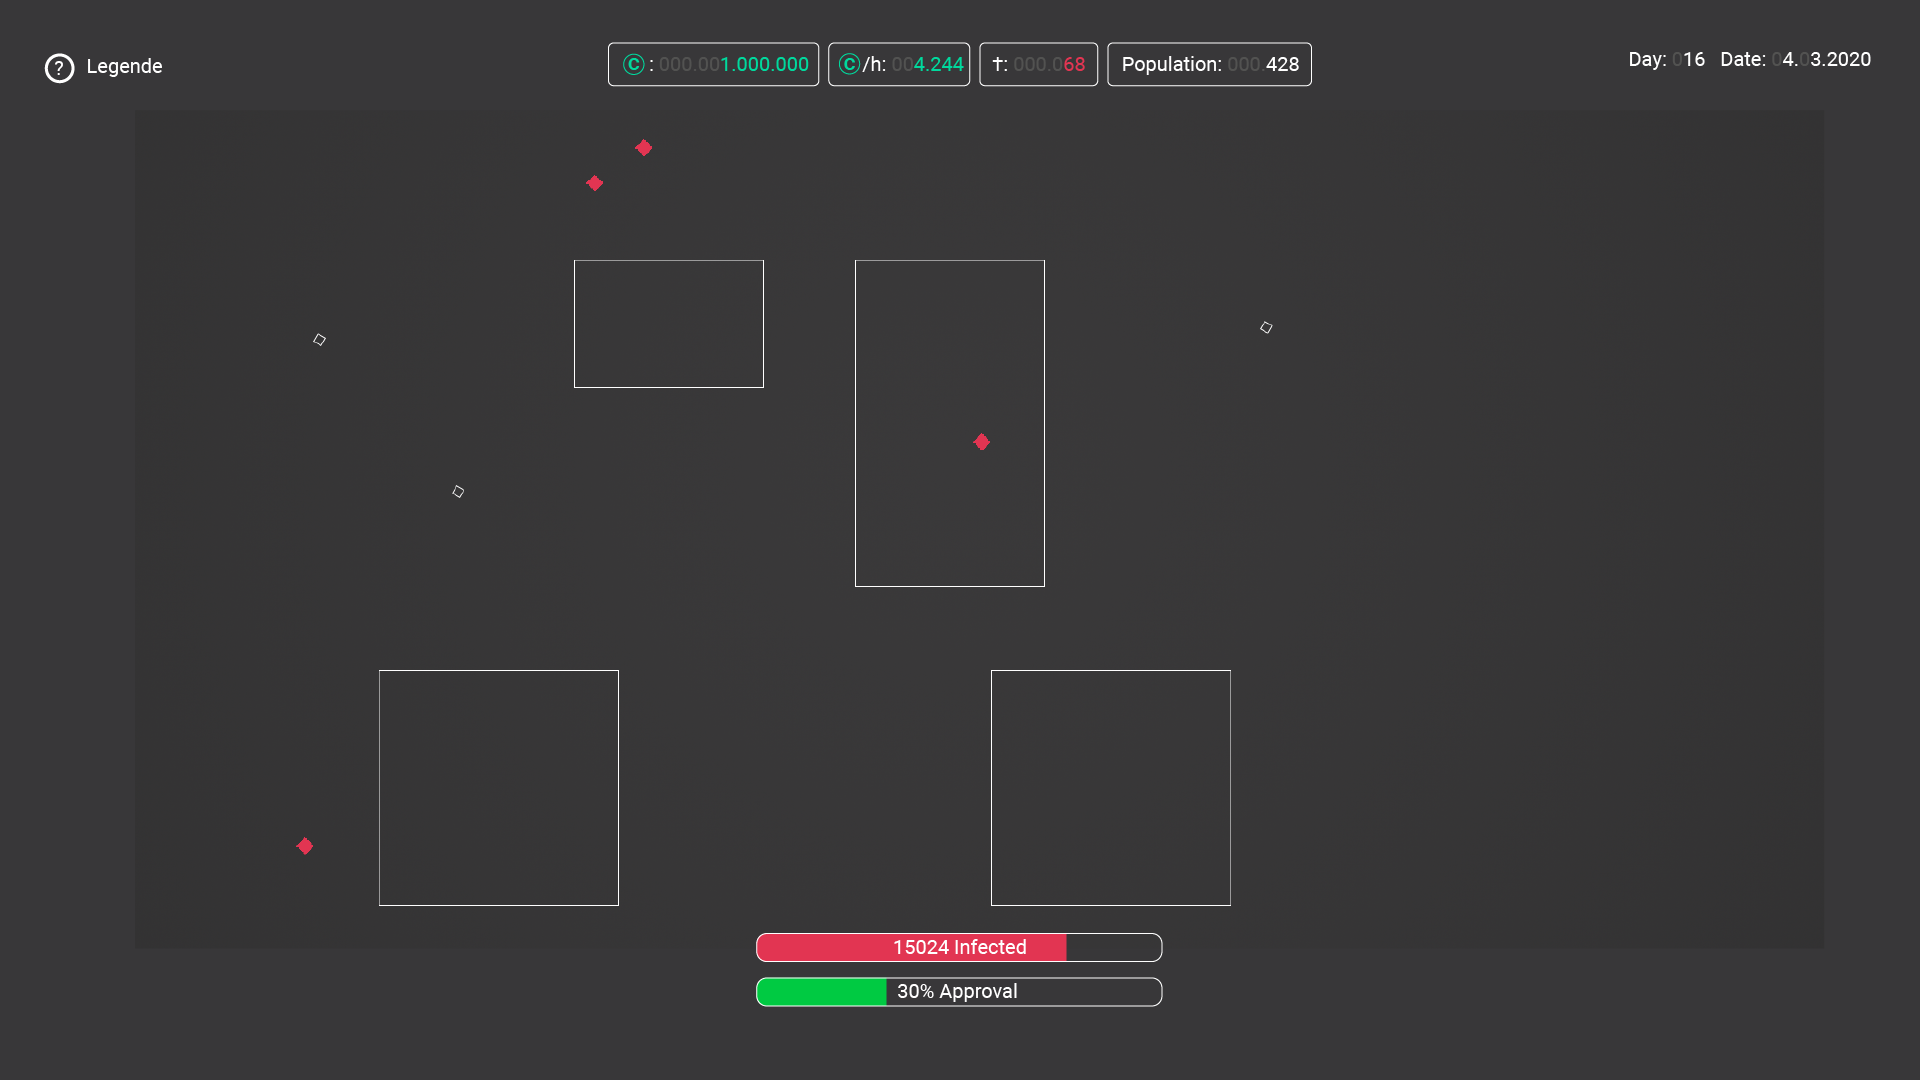 ? Legende
©: 000.001.000.000
©/h: 004.244
†: 000.068
Population: 000 428
Day: 016 Date: 04.03.2020
15024 Infected
30% Approval